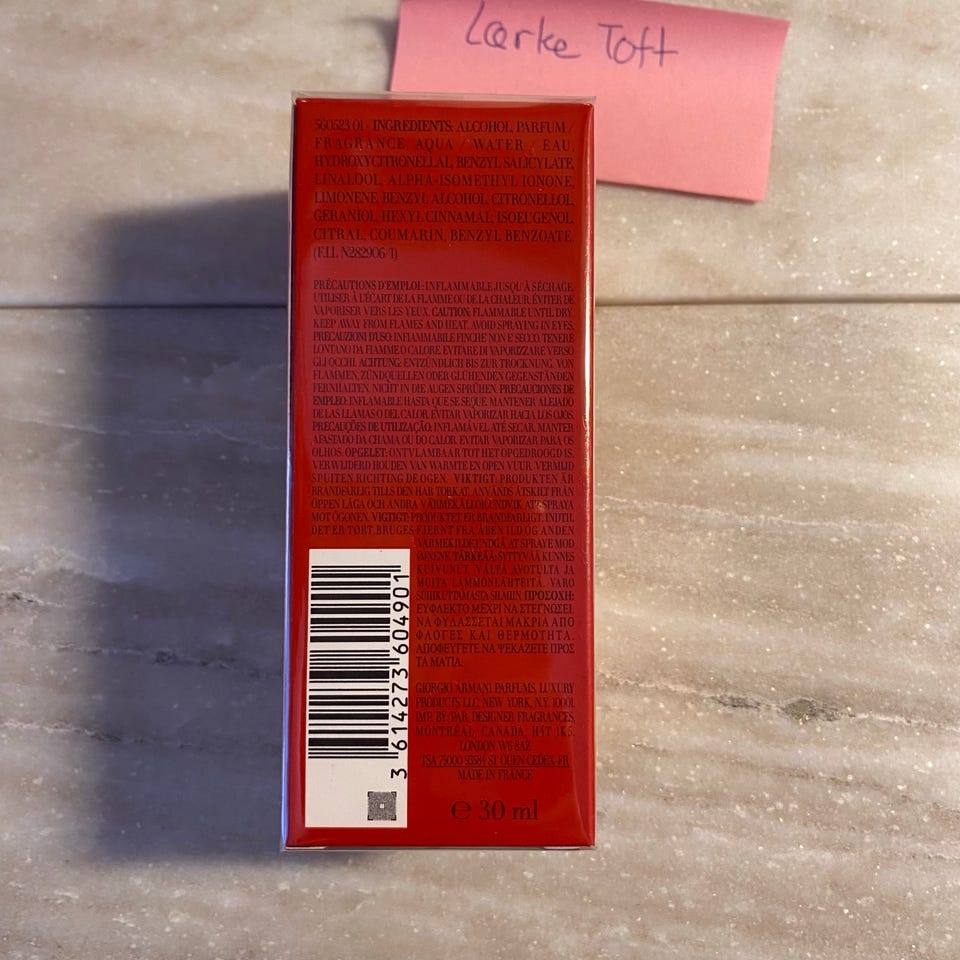 Lærke Toft
560523 01 - INGREDIENTS: ALCOHOL, PARFUM /
FRAGRANCE, AQUA / WATER / EAU,
HYDROXYCITRONELLAL, BENZYL SALICYLATE,
LINALOOL, ALPHA-ISOMETHYL IONONE,
LIMONENE, BENZYL ALCOHOL, CITRONELLOL,
GERANIOL, HEXYL CINNAMAL, ISOEUGENOL,
CITRAL, COUMARIN, BENZYL BENZOATE.
(F.I.L. N282906/1)
PRÉCAUTIONS D'EMPLOI: INFLAMMABLE JUSQU'À SÉCHAGE.
UTILISER À L'ÉCART DE LA FLAMME OU DE LA CHALEUR. ÉVITER DE
VAPORISER VERS LES YEUX. CAUTION: FLAMMABLE UNTIL DRY.
KEEP AWAY FROM FLAMES AND HEAT. AVOID SPRAYING IN EYES.
PRECAUZIONI D'USO: INFIAMMABILE FINCHE NON E' SECCO. TENERE
LONTANO DA FIAMME O CALORE. EVITARE DI VAPORIZZARE VERSO
GLI OCCHI. ACHTUNG: ENTZÜNDLICH BIS ZUR TROCKNUNG. VON
FLAMMEN, ZÜNDQUELLEN ODER GLÜHENDEN GEGENSTÄNDEN
FERNHALTEN. NICHT IN DIE AUGEN SPRÜHEN. PRECAUCIONES DE
EMPLEO: INFLAMABLE HASTA QUE SE SEQUE. MANTENER ALEJADO
DE LAS LLAMAS O DEL CALOR. EVITAR VAPORIZAR HACIA LOS OJOS.
PRECAUÇÕES DE UTILIZAÇÃO: INFLAMÁVEL ATÉ SECAR. MANTER
AFASTADO DA CHAMA OU DO CALOR. EVITAR VAPORIZAR PARA OS
OLHOS. OPGELET: ONTVLAMBAAR TOT HET OPGEDROOGD IS.
VERWIJDERD HOUDEN VAN WARMTE EN OPEN VUUR. VERMIJD
SPUITEN RICHTING DE OGEN. VIKTIGT: PRODUKTEN ÄR
BRANDFARLIG TILLS DEN HAR TORKAT. ANVÄNDS ÅTSKILT FRÅN
ÖPPEN LÅGA OCH ANDRA VÄRMEKÄLLOR. UNDVIK ATT SPRAYA
MOT ÖGONEN. VIGTIGT: PRODUKTET ER BRANDFARLIGT, INDTIL
DET ER TØRT. BRUGES FJERNT FRA ÅBEN ILD OG ANDEN
VARMEKILDE. UNDGÅ AT SPRAYE MOD
ØJNENE. TÄRKEÄÄ: SYTTYVÄÄ KUNNES
KUIVUNUT. VÄLTÄ AVOTULTA JA
MUITA LÄMMÖNLÄHTEITÄ. VARO
SUIHKUTTAMASTA SILMIIN. ΠΡΟΣΟΧΗ:
ΕΥΦΛΕΚΤΟ ΜΕΧΡΙ ΝΑ ΣΤΕΓΝΩΣΕΙ.
ΝΑ ΦΥΛΑΣΣΕΤΑΙ ΜΑΚΡΙΑ ΑΠΟ
ΦΛΟΓΕΣ ΚΑΙ ΘΕΡΜΟΤΗΤΑ.
ΑΠΟΦΕΥΓΕΤΕ ΝΑ ΨΕΚΑΖΕΤΕ ΠΡΟΣ
ΤΑ ΜΑΤΙΑ.
3 614273 604901
GIORGIO ARMANI PARFUMS, LUXURY
PRODUCTS LLC, NEW YORK, N.Y. 10001.
IMP. BY/PAR, DESIGNER FRAGRANCES,
MONTRÉAL, CANADA, H4T 1K5.
LONDON W6 8AZ
TSA 75000 93584 ST OUEN CEDEX, FR
MADE IN FRANCE
℮ 30 ml